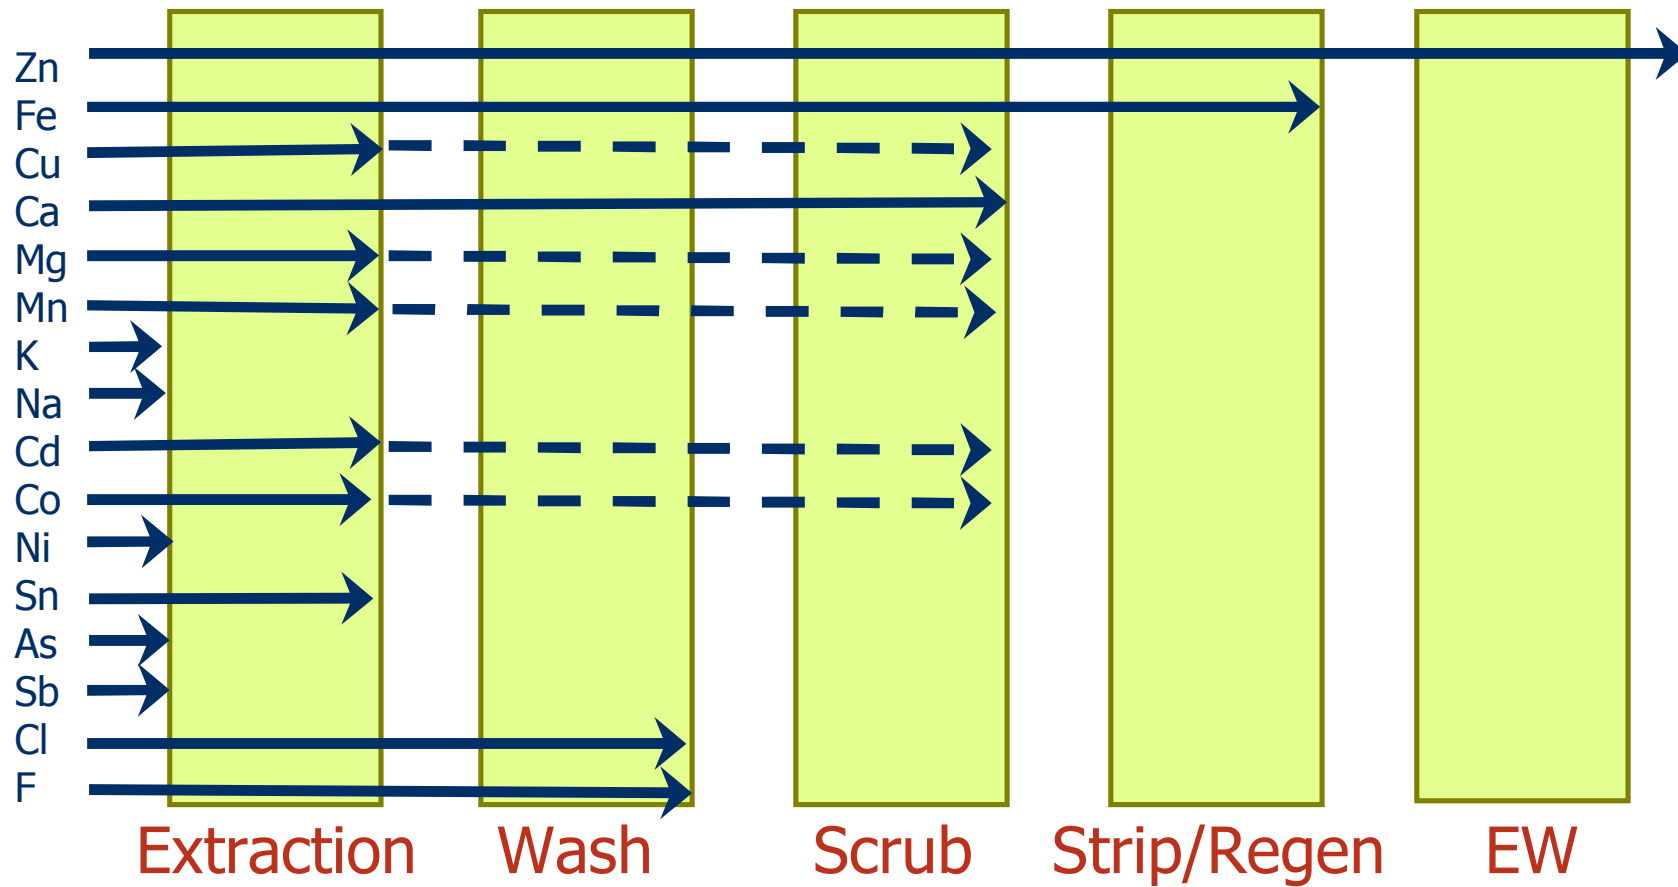 Zn
Fe
Cu
Ca
Mg
Mn
K
Na
Cd
Co
Ni
Sn
As
Sb
Cl
F
Extraction Wash Scrub Strip/Regen EW